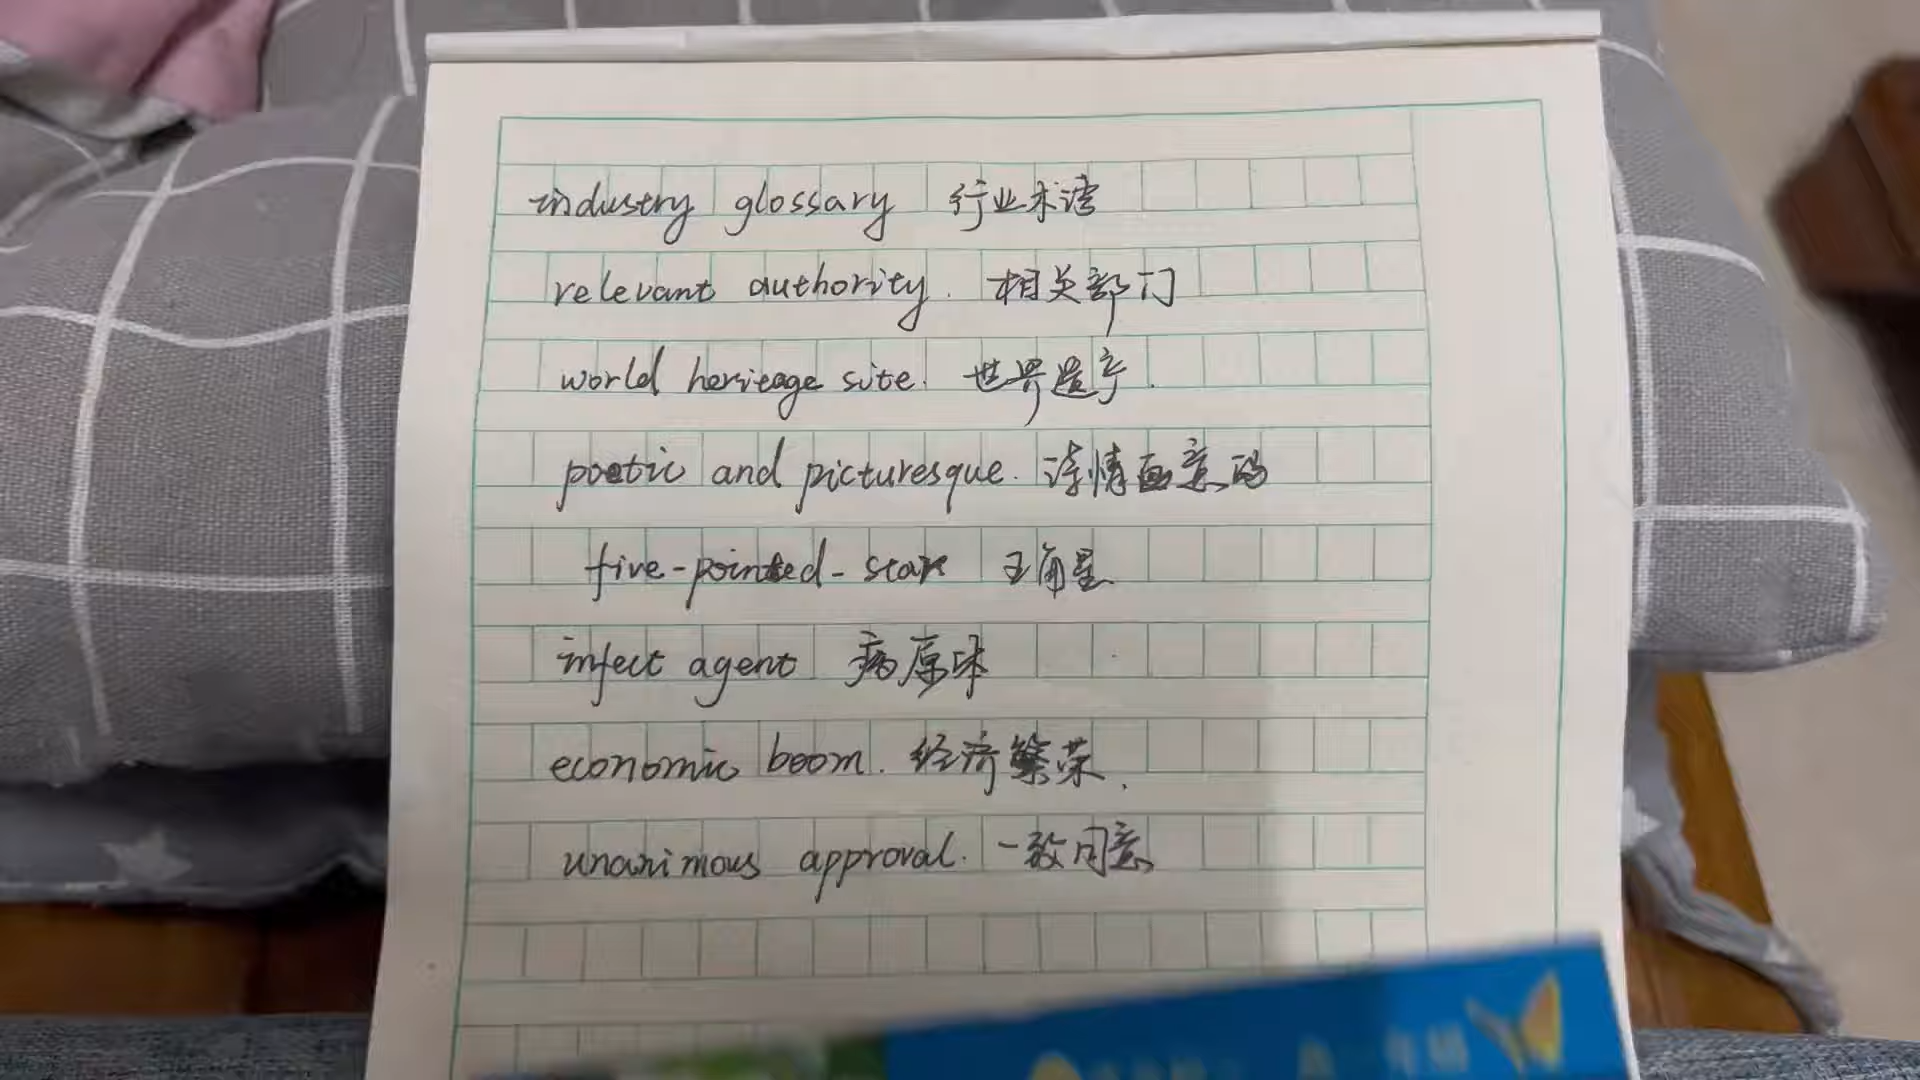 industry glossary 行业术语
relevant authority. 相关部门
world heritage site. 世界遗产.
poetic and picturesque. 诗情画意的
five-pointed-star 五角星
infect agent 病原体
economic boom. 经济繁荣.
unanimous approval. 一致同意